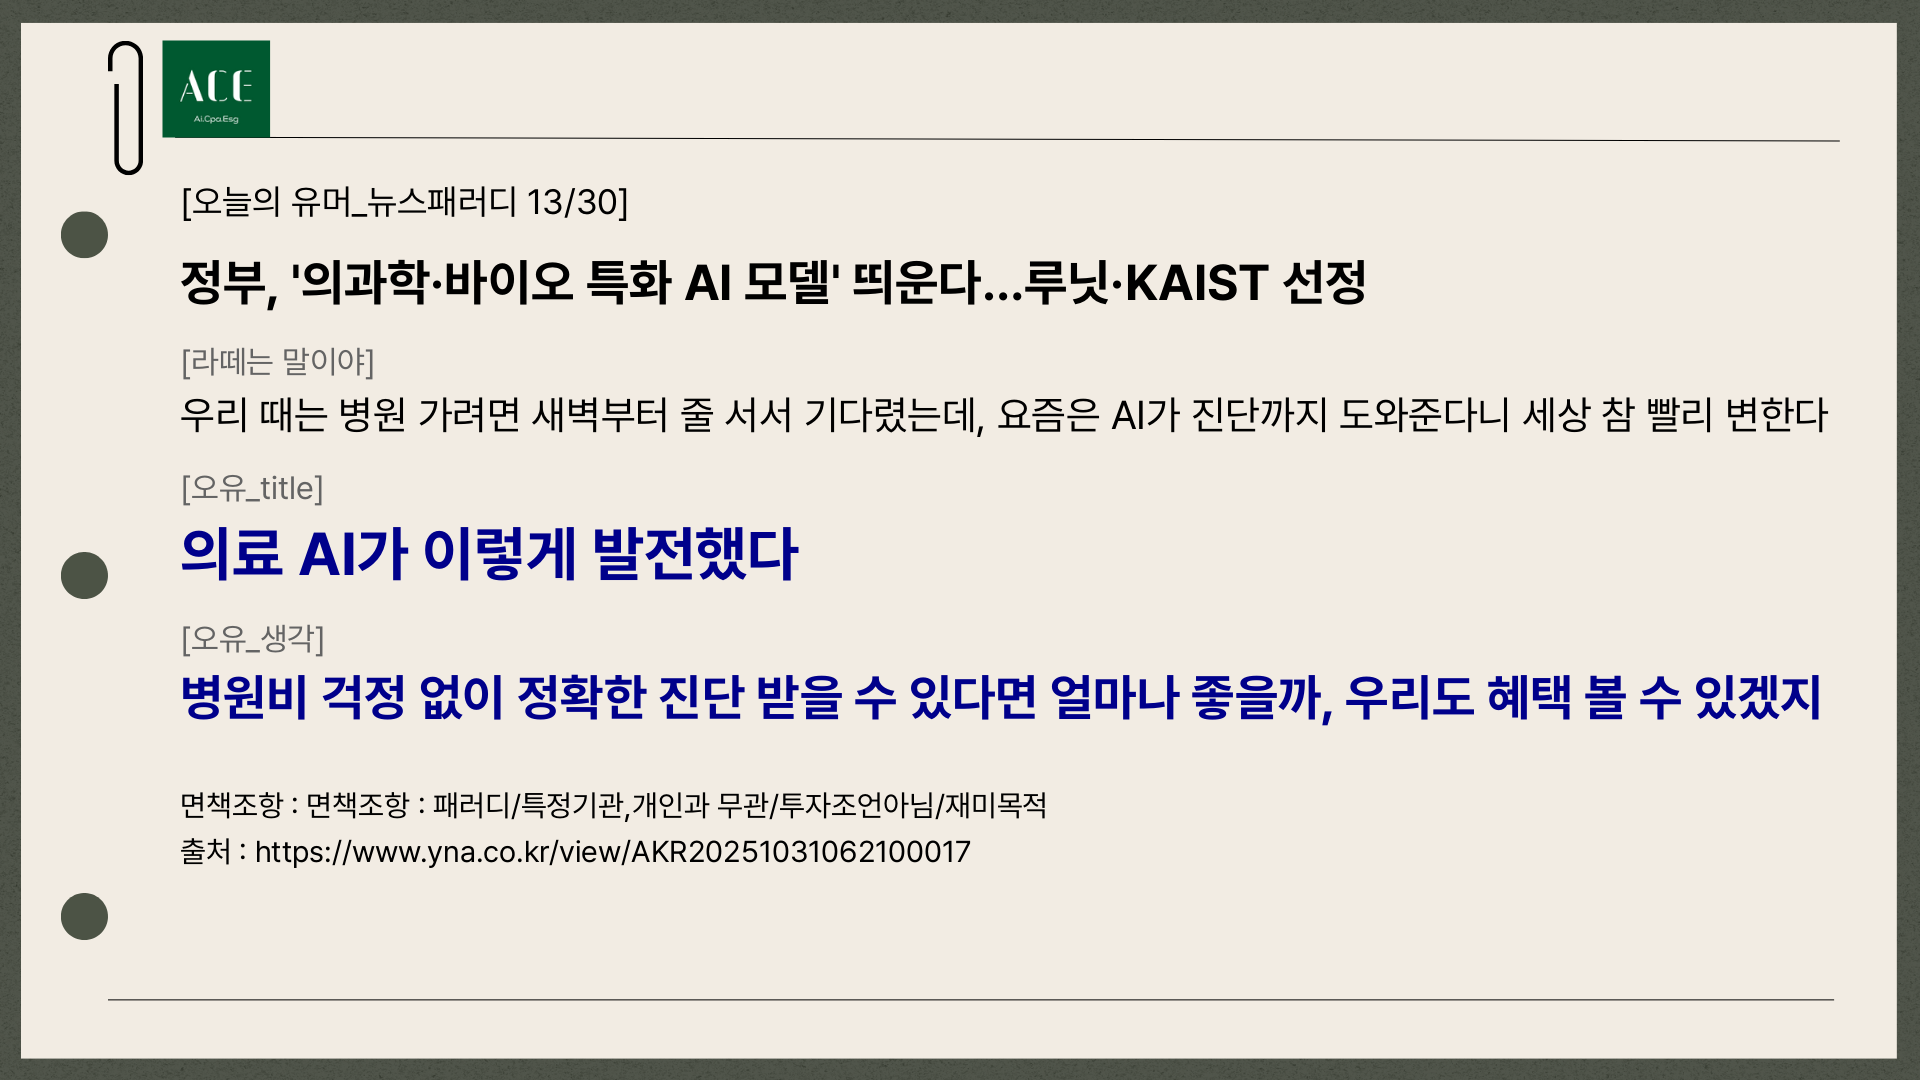 ACE
Ai.Cpa.Esg
[오늘의 유머_뉴스패러디 13/30]
정부, '의과학·바이오 특화 AI 모델' 띄운다...루닛·KAIST 선정
[라떼는 말이야]
우리 때는 병원 가려면 새벽부터 줄 서서 기다렸는데, 요즘은 AI가 진단까지 도와준다니 세상 참 빨리 변한다
[오유_title]
의료 AI가 이렇게 발전했다
[오유_생각]
병원비 걱정 없이 정확한 진단 받을 수 있다면 얼마나 좋을까, 우리도 혜택 볼 수 있겠지
면책조항 : 면책조항 : 패러디/특정기관,개인과 무관/투자조언아님/재미목적
출처 : https://www.yna.co.kr/view/AKR20251031062100017